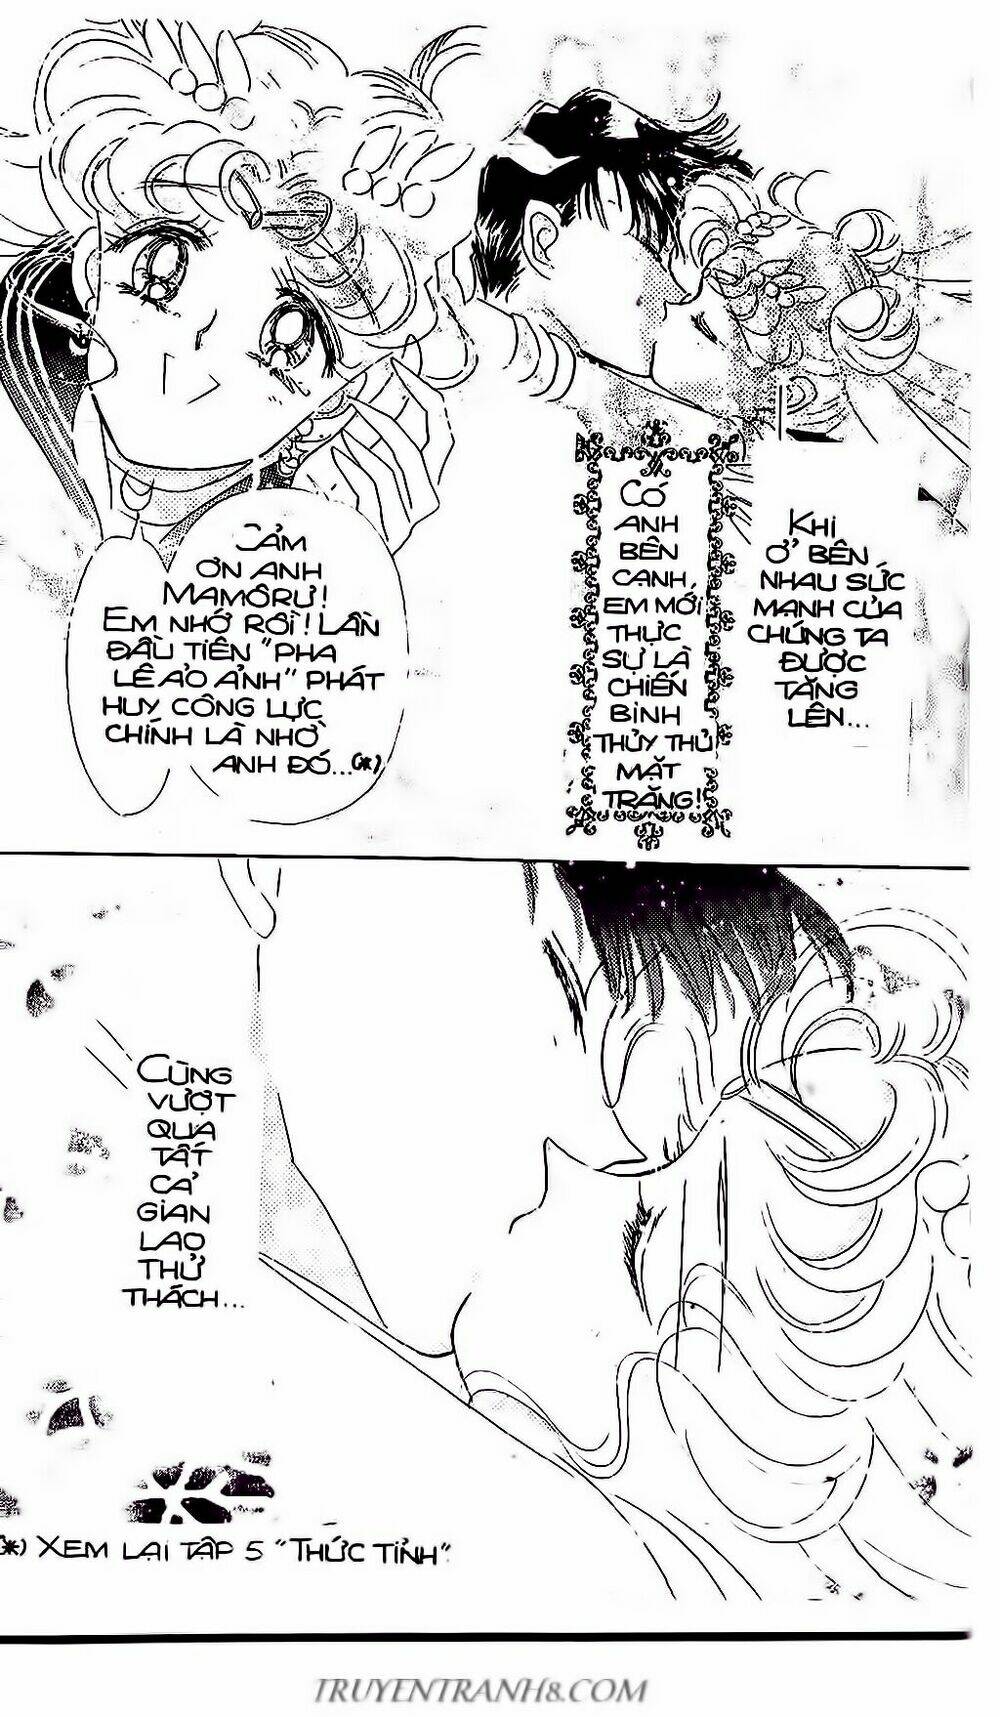 KHI
Ở BÊN
NHAU SỨC
MẠNH CỦA
CHÚNG TA
ĐƯỢC
TĂNG
LÊN...
CÓ
ANH
BÊN
CẠNH,
EM MỚI
THỰC
SỰ LÀ
CHIẾN
BINH
THỦY THỦ
MẶT
TRĂNG!
CẢM
ƠN ANH
MAMÔRƯ!
EM NHỚ RỒI! LẦN
ĐẦU TIÊN "PHA
LÊ ẢO ẢNH" PHÁT
HUY CÔNG LỰC
CHÍNH LÀ NHỜ
ANH ĐÓ...(*)
CÙNG
VƯỢT
QUA
TẤT
CẢ
GIAN
LAO
THỬ
THÁCH...
(*) XEM LẠI TẬP 5 "THỨC TỈNH".
TRUYENTRANH8.COM